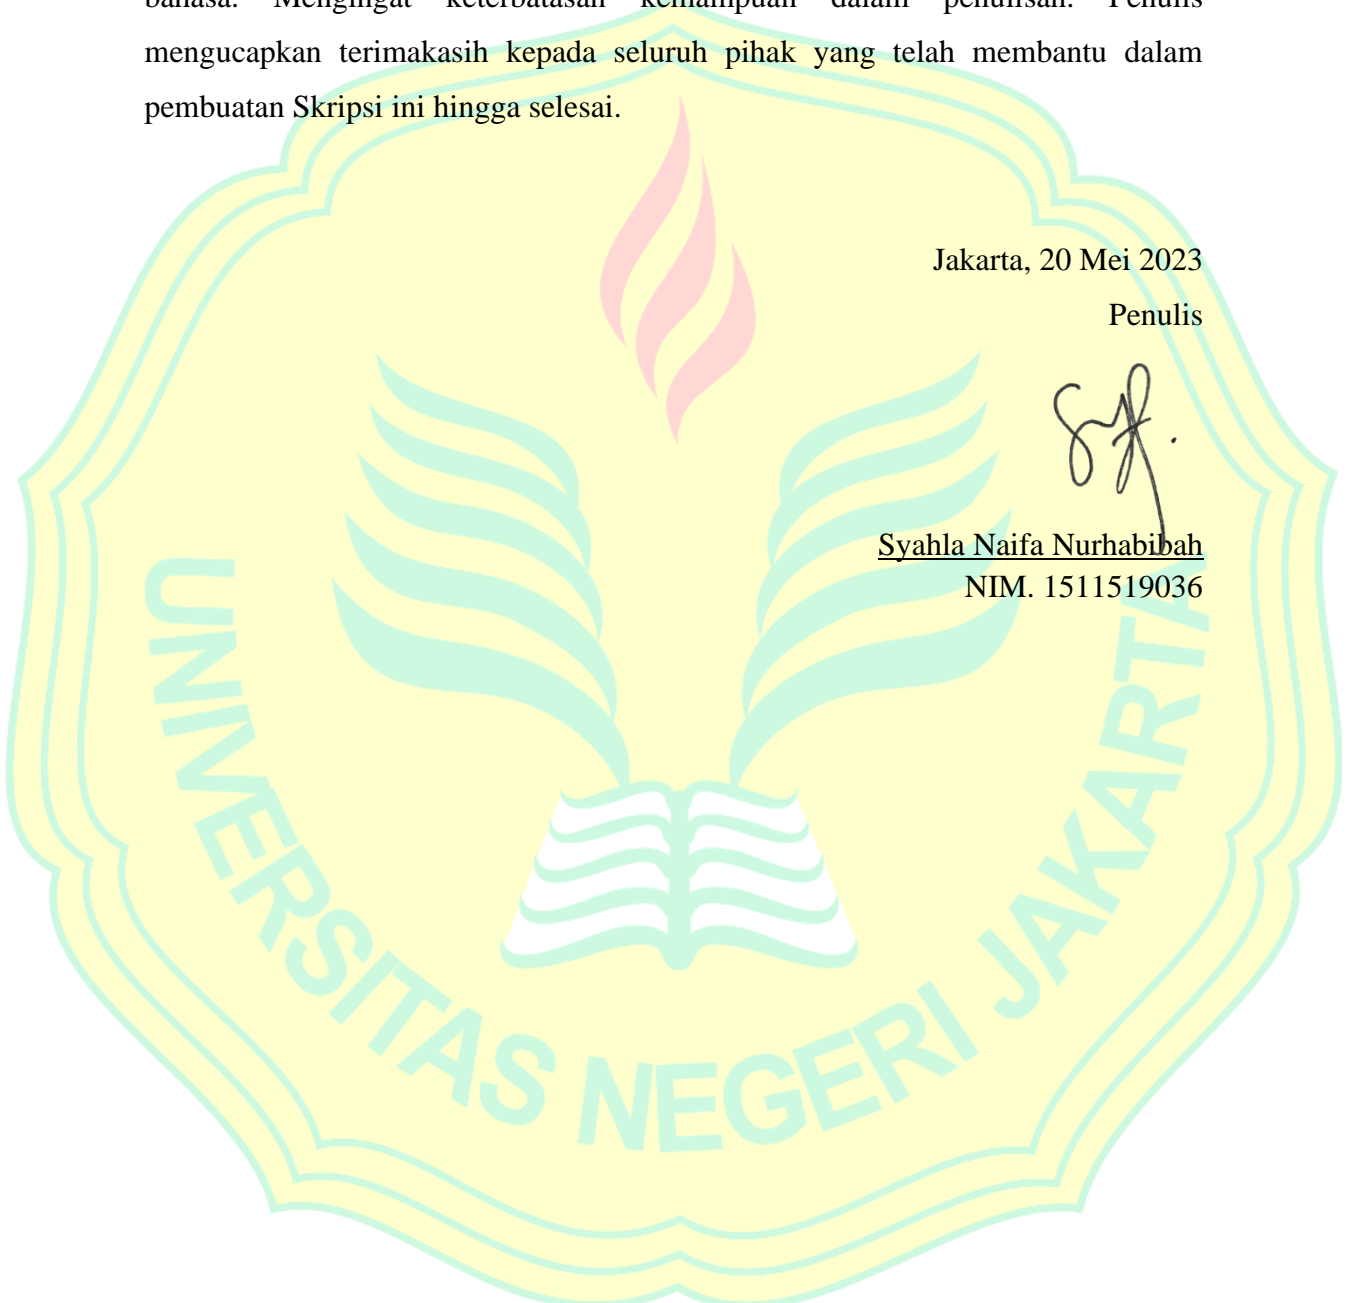 bahasa. Mengingat keterbatasan kemampuan dalam penulisan. Penulis
mengucapkan terimakasih kepada seluruh pihak yang telah membantu dalam
pembuatan Skripsi ini hingga selesai.
Jakarta, 20 Mei 2023
Penulis
Syahla Naifa Nurhabibah
NIM. 1511519036
UNIVERSITAS NEGERI JAKARTA